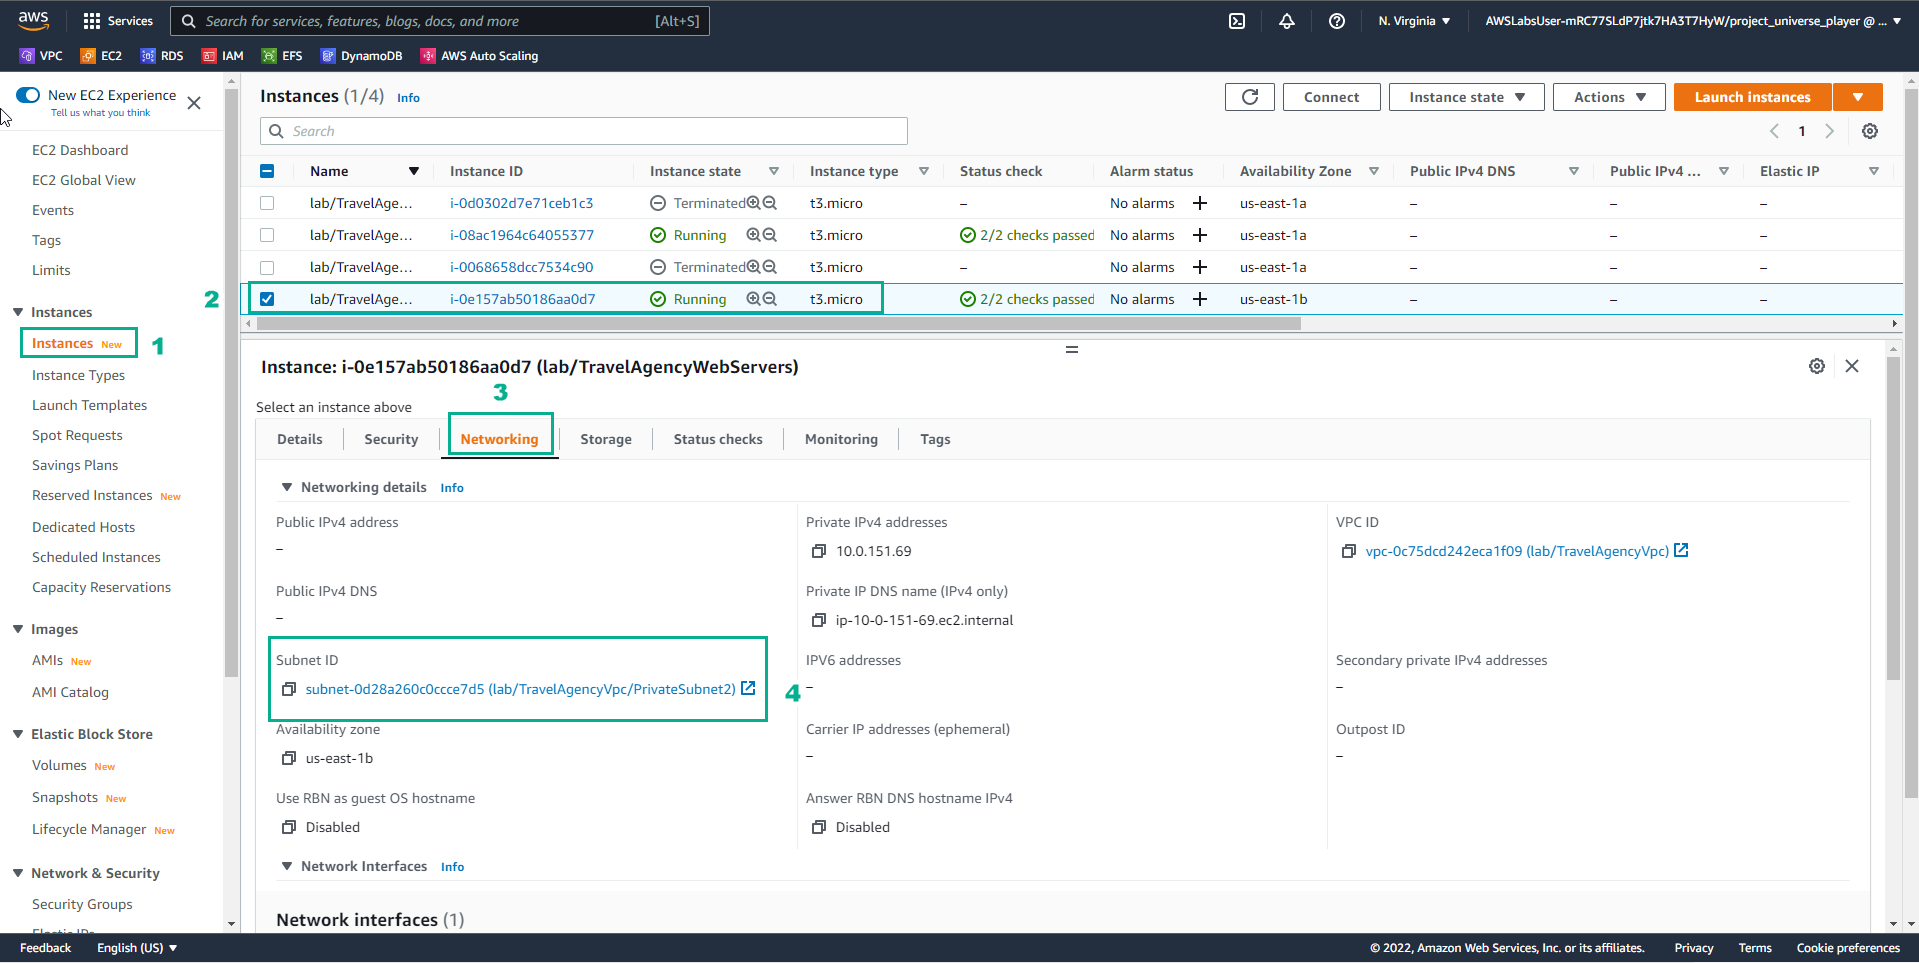 aws Services Search for services, features, blogs, docs, and more [Alt+S] N. Virginia AWSLabsUser-mRC77SLdP7jtk7HA3T7HyW/project_universe_player @ ...
VPC EC2 RDS IAM EFS DynamoDB AWS Auto Scaling
New EC2 Experience
Tell us what you think
EC2 Dashboard
EC2 Global View
Events
Tags
Limits
Instances
Instances New 1
Instance Types
Launch Templates
Spot Requests
Savings Plans
Reserved Instances New
Dedicated Hosts
Scheduled Instances
Capacity Reservations
Images
AMIs New
AMI Catalog
Elastic Block Store
Volumes New
Snapshots New
Lifecycle Manager New
Network & Security
Security Groups
Elastic IPs
Instances (1/4) Info Connect Instance state Actions Launch instances
Search 1
Name Instance ID Instance state Instance type Status check Alarm status Availability Zone Public IPv4 DNS Public IPv4 ... Elastic IP
lab/TravelAge... i-0d0302d7e71ceb1c3 Terminated t3.micro – No alarms + us-east-1a – – –
lab/TravelAge... i-08ac1964c64055377 Running t3.micro 2/2 checks passed No alarms + us-east-1a – – –
lab/TravelAge... i-0068658dcc7534c90 Terminated t3.micro – No alarms + us-east-1a – – –
2 lab/TravelAge... i-0e157ab50186aa0d7 Running t3.micro 2/2 checks passed No alarms + us-east-1b – – –
Instance: i-0e157ab50186aa0d7 (lab/TravelAgencyWebServers)
3
Select an instance above
Details Security Networking Storage Status checks Monitoring Tags
Networking details Info
Public IPv4 address Private IPv4 addresses VPC ID
– 10.0.151.69 vpc-0c75dcd242eca1f09 (lab/TravelAgencyVpc)
Public IPv4 DNS Private IP DNS name (IPv4 only)
– ip-10-0-151-69.ec2.internal
Subnet ID IPV6 addresses Secondary private IPv4 addresses
subnet-0d28a260c0ccce7d5 (lab/TravelAgencyVpc/PrivateSubnet2) 4 – –
Availability zone Carrier IP addresses (ephemeral) Outpost ID
us-east-1b – –
Use RBN as guest OS hostname Answer RBN DNS hostname IPv4
Disabled Disabled
Network Interfaces Info
Network interfaces (1)
Feedback English (US) © 2022, Amazon Web Services, Inc. or its affiliates. Privacy Terms Cookie preferences